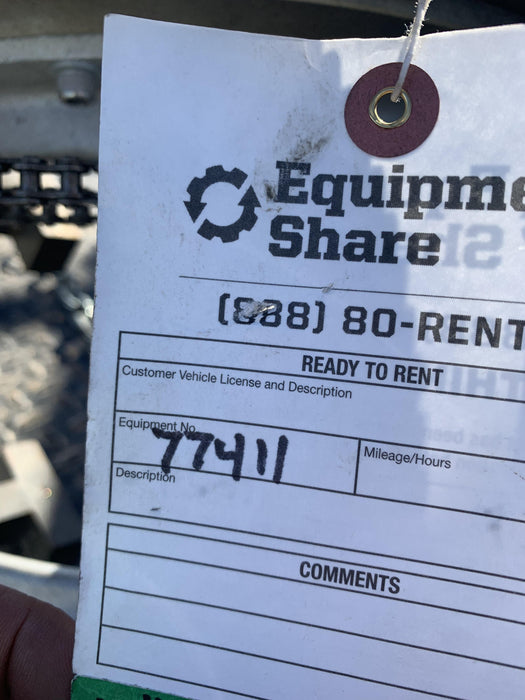 Equipme
Share
(888) 80-RENT
READY TO RENT
Customer Vehicle License and Description
Equipment No.
77411
Mileage/Hours
Description
COMMENTS